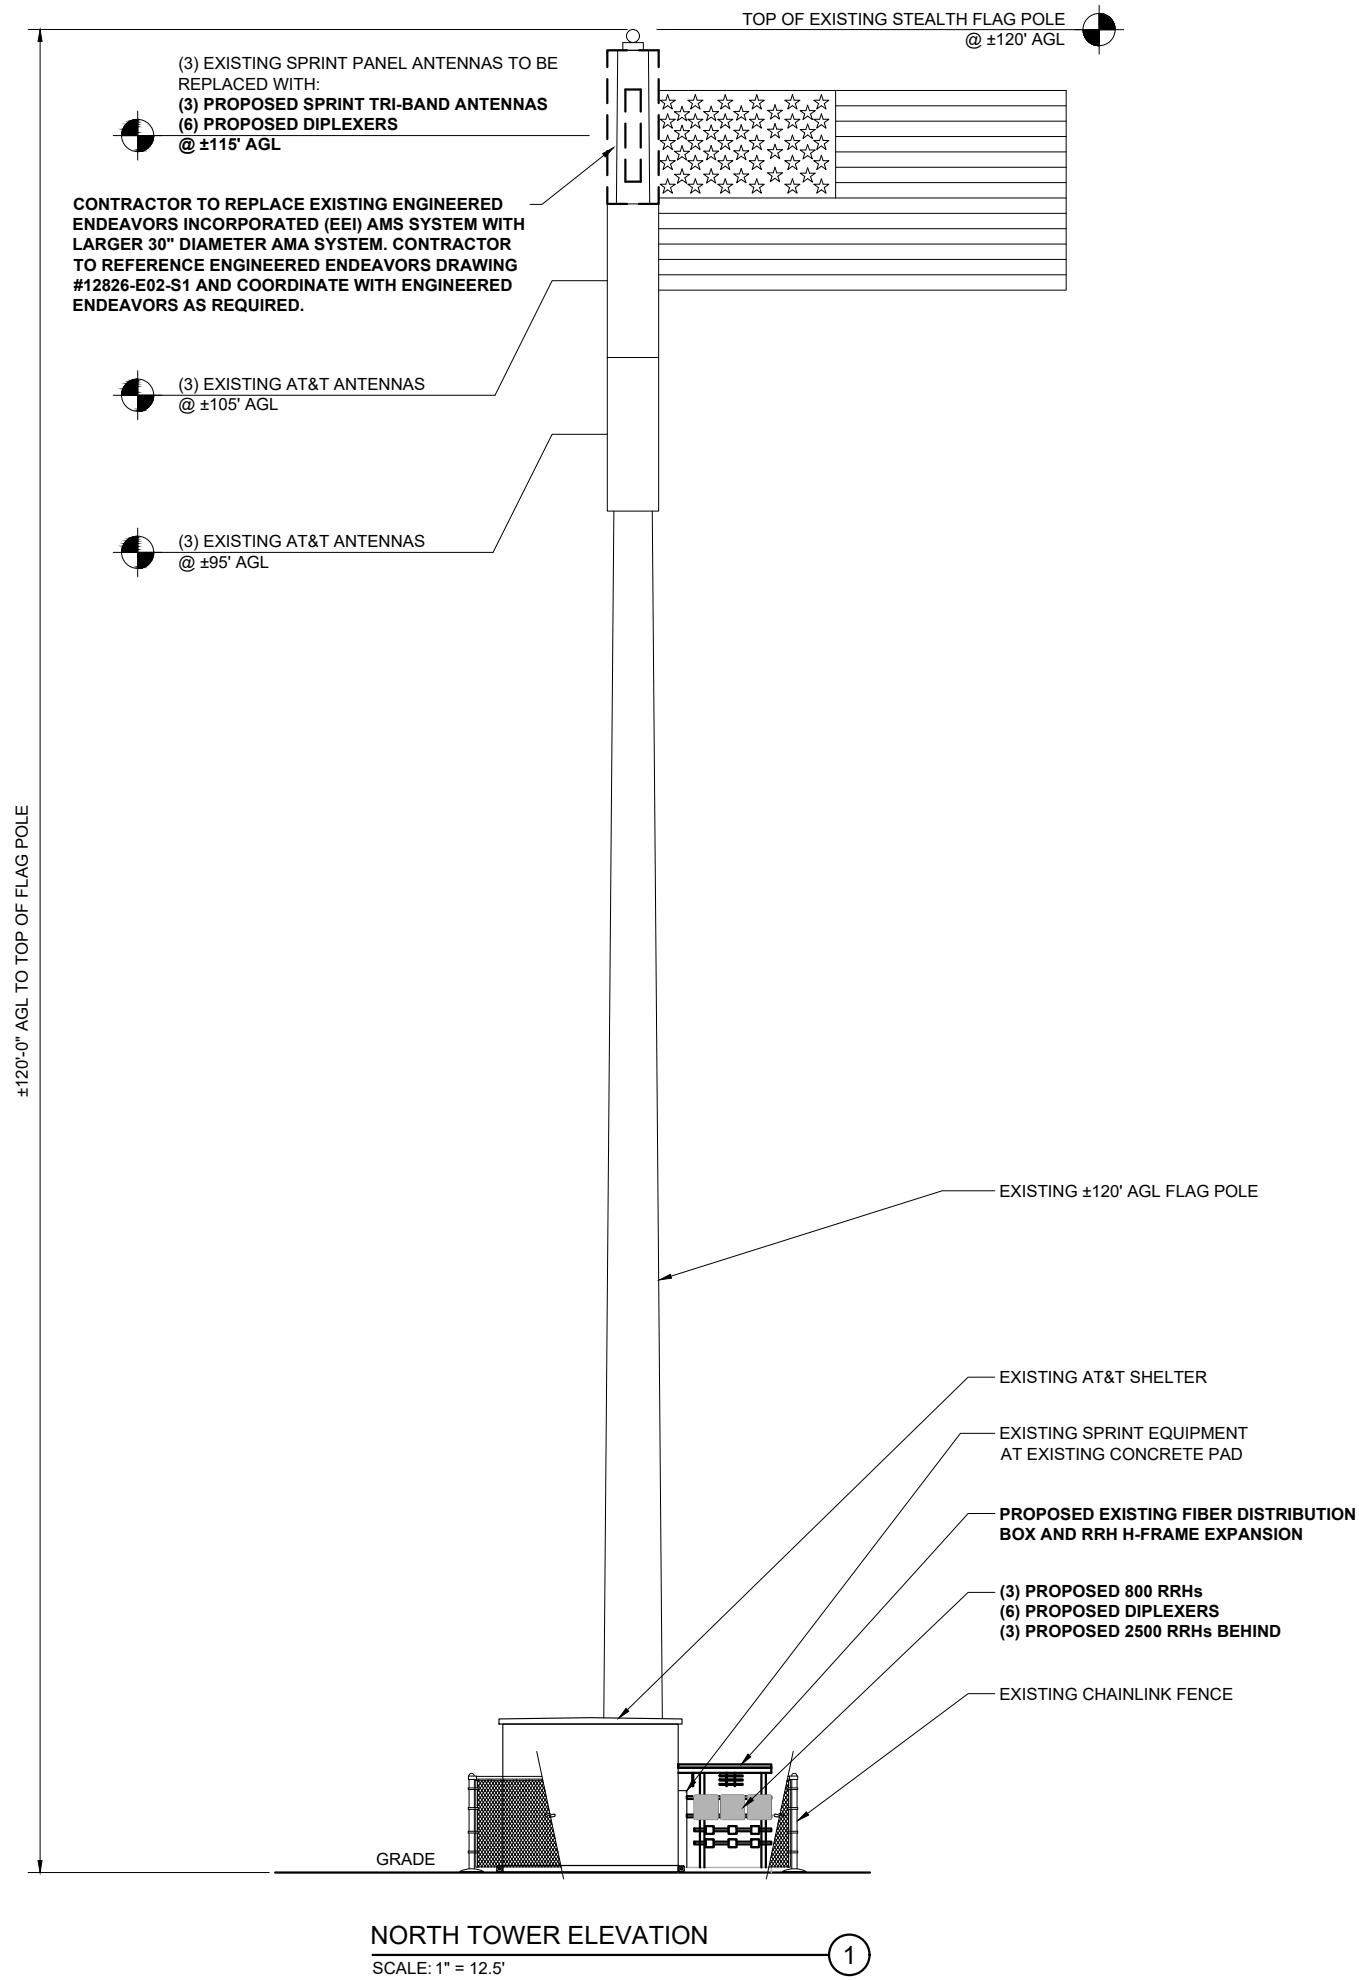 TOP OF EXISTING STEALTH FLAG POLE
@ ±120' AGL
(3) EXISTING SPRINT PANEL ANTENNAS TO BE
REPLACED WITH:
(3) PROPOSED SPRINT TRI-BAND ANTENNAS
(6) PROPOSED DIPLEXERS
@ ±115' AGL
CONTRACTOR TO REPLACE EXISTING ENGINEERED
ENDEAVORS INCORPORATED (EEI) AMS SYSTEM WITH
LARGER 30" DIAMETER AMA SYSTEM. CONTRACTOR
TO REFERENCE ENGINEERED ENDEAVORS DRAWING
#12826-E02-S1 AND COORDINATE WITH ENGINEERED
ENDEAVORS AS REQUIRED.
(3) EXISTING AT&T ANTENNAS
@ ±105' AGL
(3) EXISTING AT&T ANTENNAS
@ ±95' AGL
±120'-0" AGL TO TOP OF FLAG POLE
EXISTING ±120' AGL FLAG POLE
EXISTING AT&T SHELTER
EXISTING SPRINT EQUIPMENT
AT EXISTING CONCRETE PAD
PROPOSED EXISTING FIBER DISTRIBUTION
BOX AND RRH H-FRAME EXPANSION
(3) PROPOSED 800 RRHs
(6) PROPOSED DIPLEXERS
(3) PROPOSED 2500 RRHs BEHIND
EXISTING CHAINLINK FENCE
GRADE
NORTH TOWER ELEVATION
SCALE: 1" = 12.5'
1